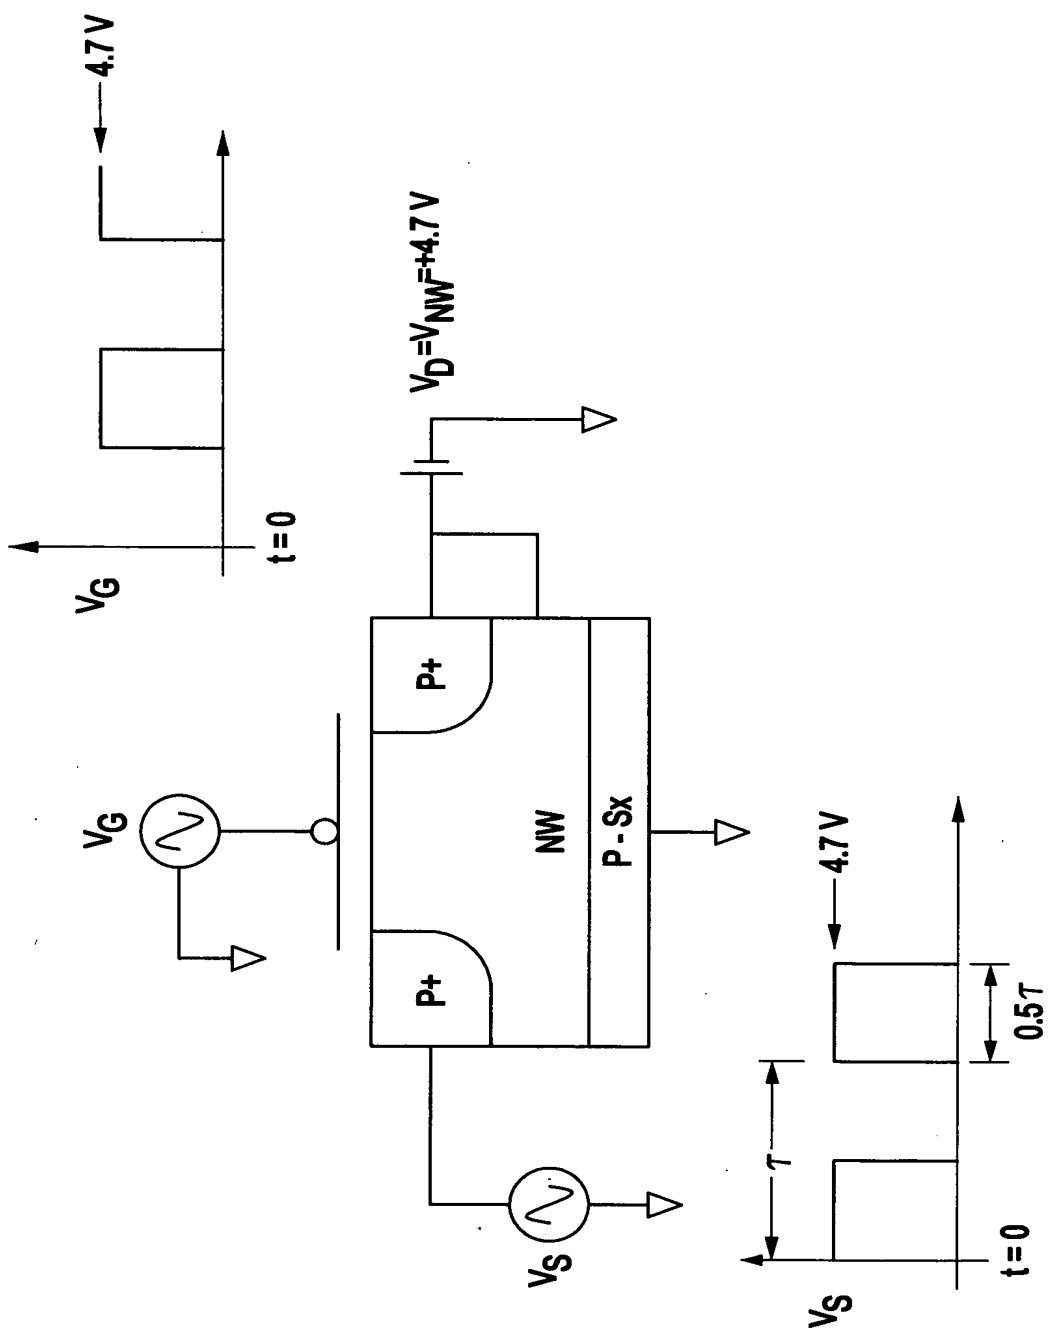 V_G
4.7 V
t = 0
V_G
V_D=V_NW=+4.7 V
P+
P+
NW
P - Sx
V_S
V_S
τ
4.7 V
0.5τ
t = 0